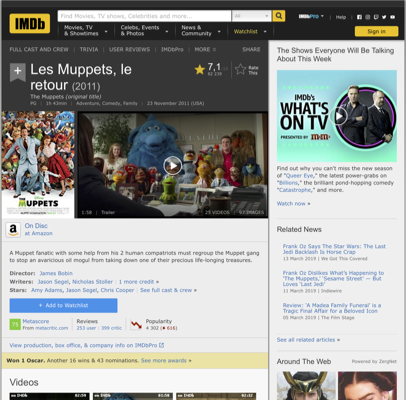 IMDb
Find Movies, TV shows, Celebrities and more...
All
IMDbPro
Help
Movies, TV & Showtimes
Celebs, Events & Photos
News & Community
Watchlist
Sign in
FULL CAST AND CREW | TRIVIA | USER REVIEWS | IMDbPro | MORE
SHARE
Les Muppets, le
retour (2011)
The Muppets (original title)
PG | 1h 43min | Adventure, Comedy, Family | 23 November 2011 (USA)
7,1
Rate
This
MUPPETS
1:58 | Trailer
25 VIDEOS
IMAGES
On Disc
at Amazon
A Muppet fanatic with some help from his 2 human compatriots must regroup the Muppet gang
to stop an avaricious oil mogul from taking down one of their precious life-longing treasures.
Director: James Bobin
Writers: Jason Segel, Nicholas Stoller | 1 more credit »
Stars: Amy Adams, Jason Segel, Chris Cooper | See full cast & crew »
+ Add to Watchlist
Metascore
From metacritic.com
Reviews
253 user | 399 critic
Popularity
4 302
View production, box office, & company info on IMDbPro
Won 1 Oscar. Another 16 wins & 43 nominations. See more awards »
Videos
The Shows Everyone Will Be Talking
About This Week
IMDb's
WHAT'S
ON TV
PRESENTED BY
Find out why you can't miss the new season
of "Queer Eye," the latest power-grabs on
"Billions," the brilliant pond-hopping comedy
"Catastrophe," and more.
Watch now »
Related News
Frank Oz Says The Star Wars: The Last
Jedi Backlash Is Horse Crap
13 March 2019 | We Got This Covered
Frank Oz Dislikes What's Happening to
'The Muppets,' 'Sesame Street' — But
Loves 'Last Jedi'
11 March 2019 | Indiewire
Review: 'A Madea Family Funeral' is a
Tragic Final Affair for a Beloved Icon
05 March 2019 | The Film Stage
See all related articles »
Around The Web
Powered by ZergNet